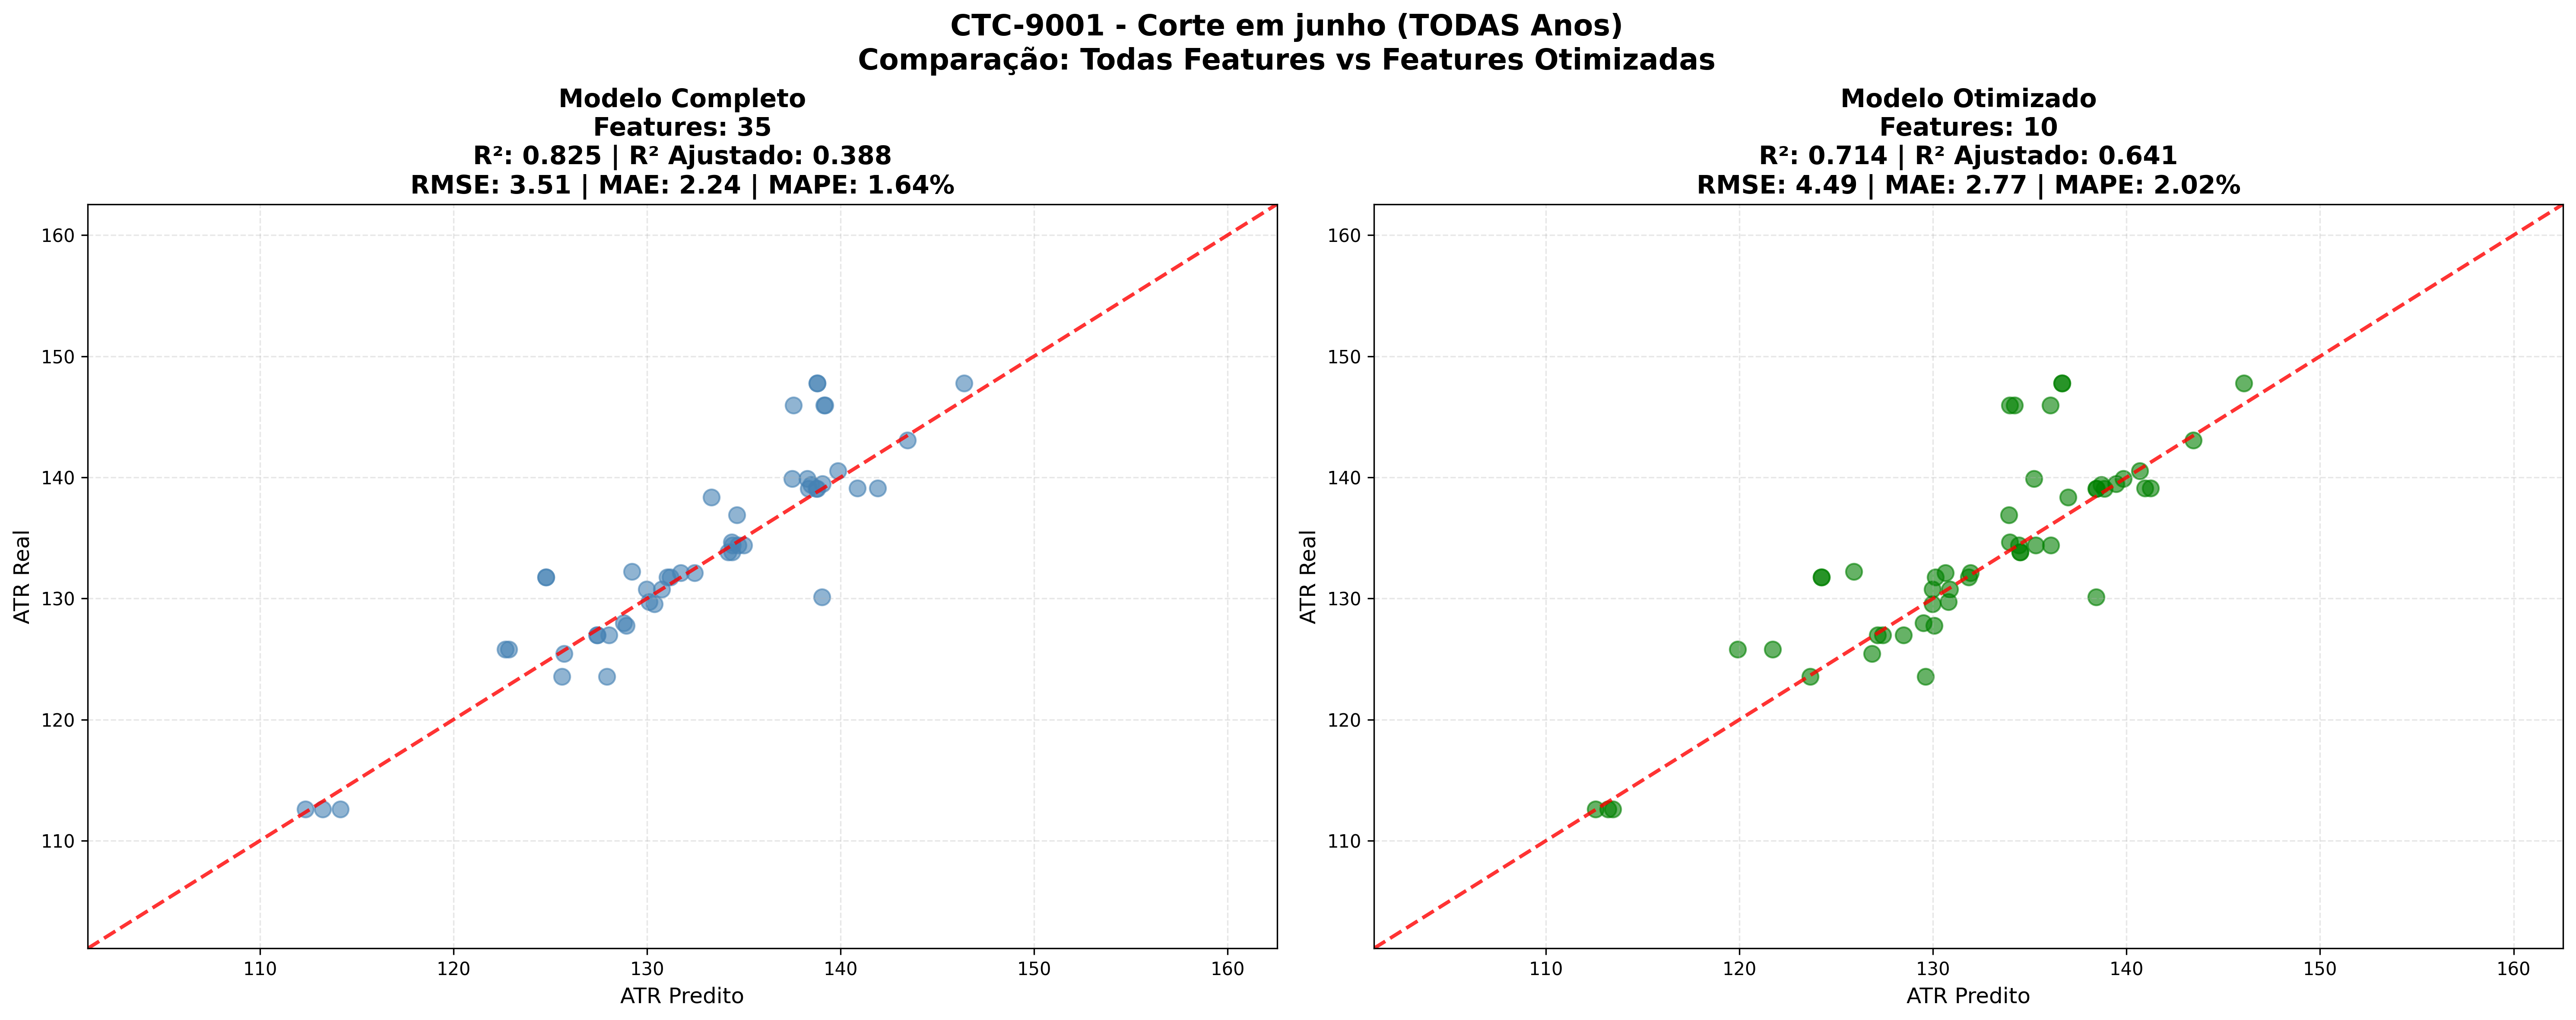 CTC-9001 - Corte em junho (TODAS Anos)
Comparação: Todas Features vs Features Otimizadas
Modelo Completo
Features: 35
R²: 0.825 | R² Ajustado: 0.388
RMSE: 3.51 | MAE: 2.24 | MAPE: 1.64%
160
150
140
130
120
110
ATR Real
110 120 130 140 150 160
ATR Predito
Modelo Otimizado
Features: 10
R²: 0.714 | R² Ajustado: 0.641
RMSE: 4.49 | MAE: 2.77 | MAPE: 2.02%
160
150
140
130
120
110
ATR Real
110 120 130 140 150 160
ATR Predito